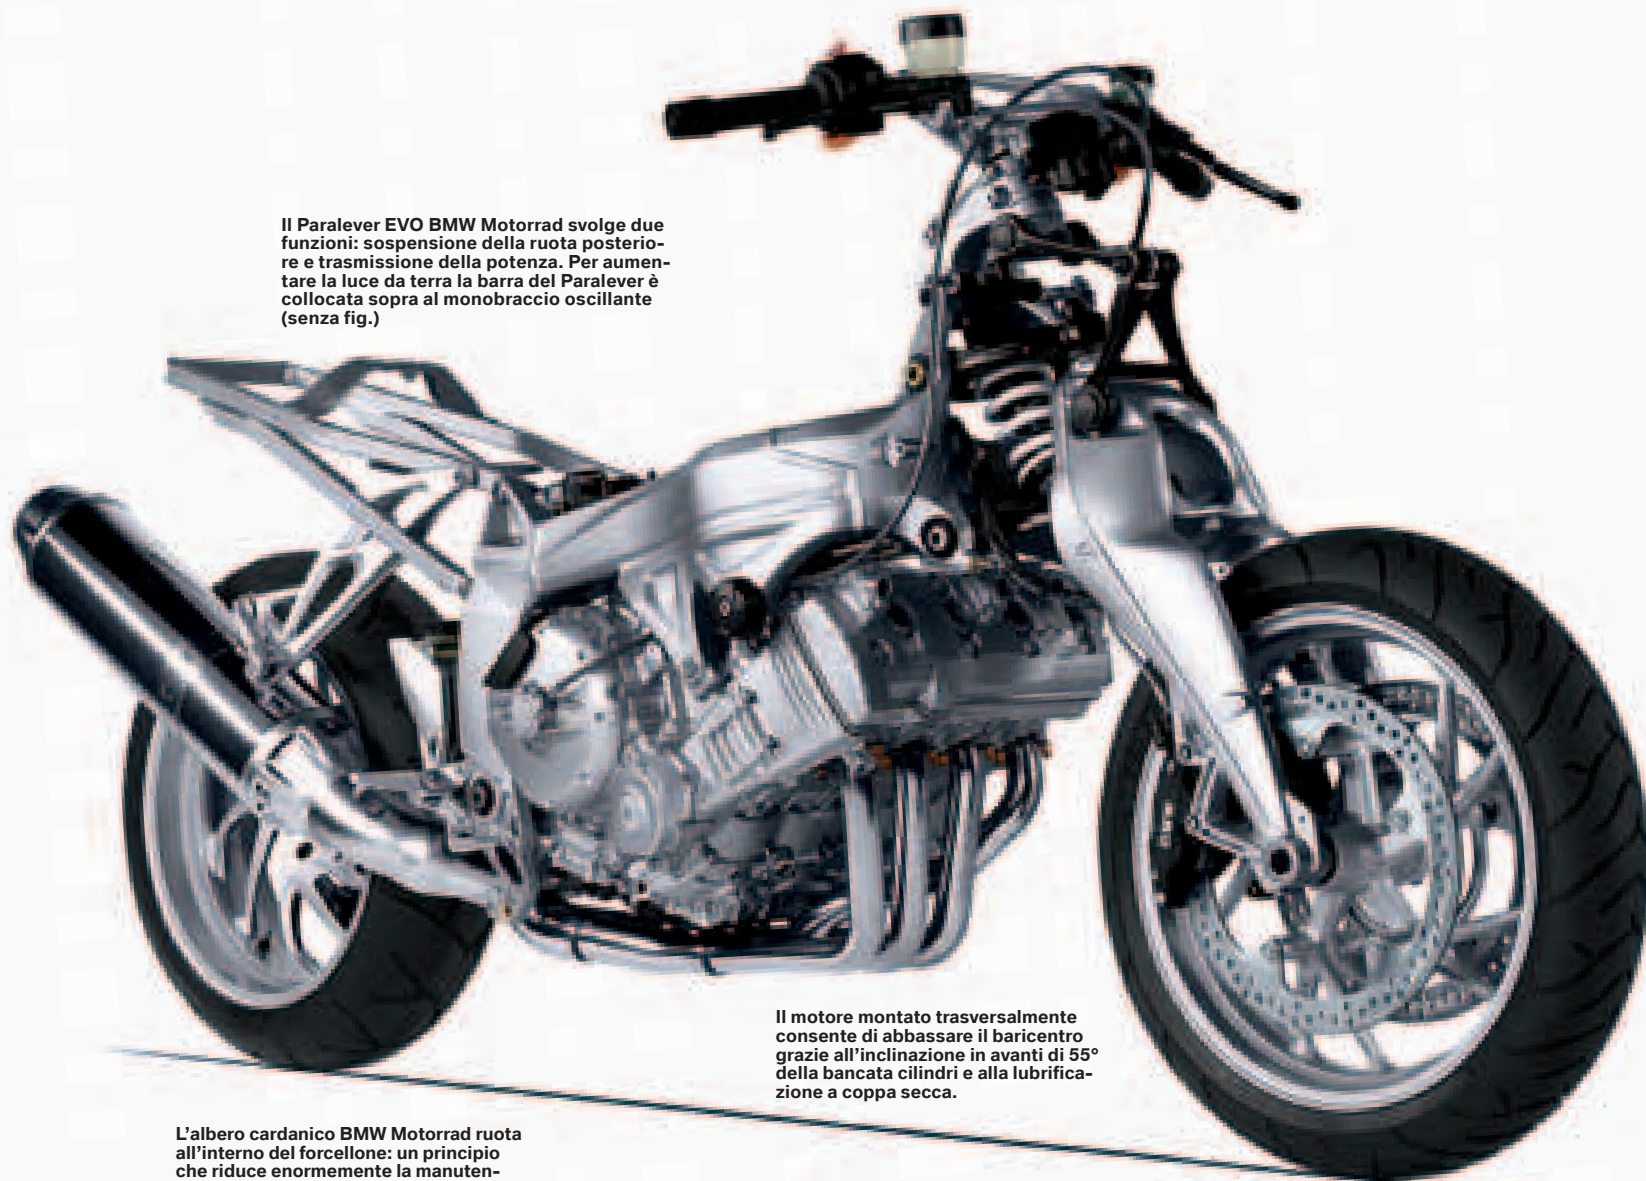 Il Paralever EVO BMW Motorrad svolge due
funzioni: sospensione della ruota posterio-
re e trasmissione della potenza. Per aumen-
tare la luce da terra la barra del Paralever è
collocata sopra al monobraccio oscillante
(senza fig.)
Il motore montato trasversalmente
consente di abbassare il baricentro
grazie all'inclinazione in avanti di 55°
della bancata cilindri e alla lubrifica-
zione a coppa secca.
L'albero cardanico BMW Motorrad ruota
all'interno del forcellone: un principio
che riduce enormemente la manuten-